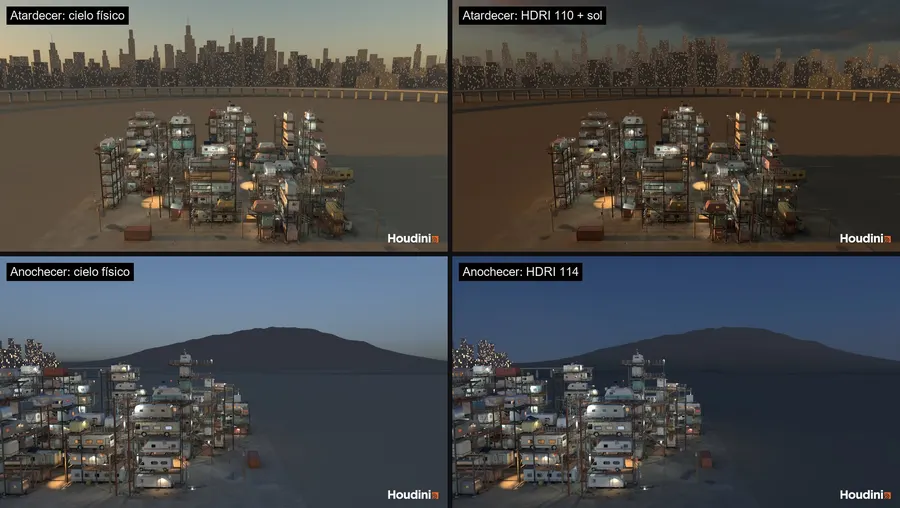 Atardecer: cielo físico
Atardecer: HDRI 110 + sol
Houdini
Houdini
Anochecer: cielo físico
Anochecer: HDRI 114
Houdini
Houdini